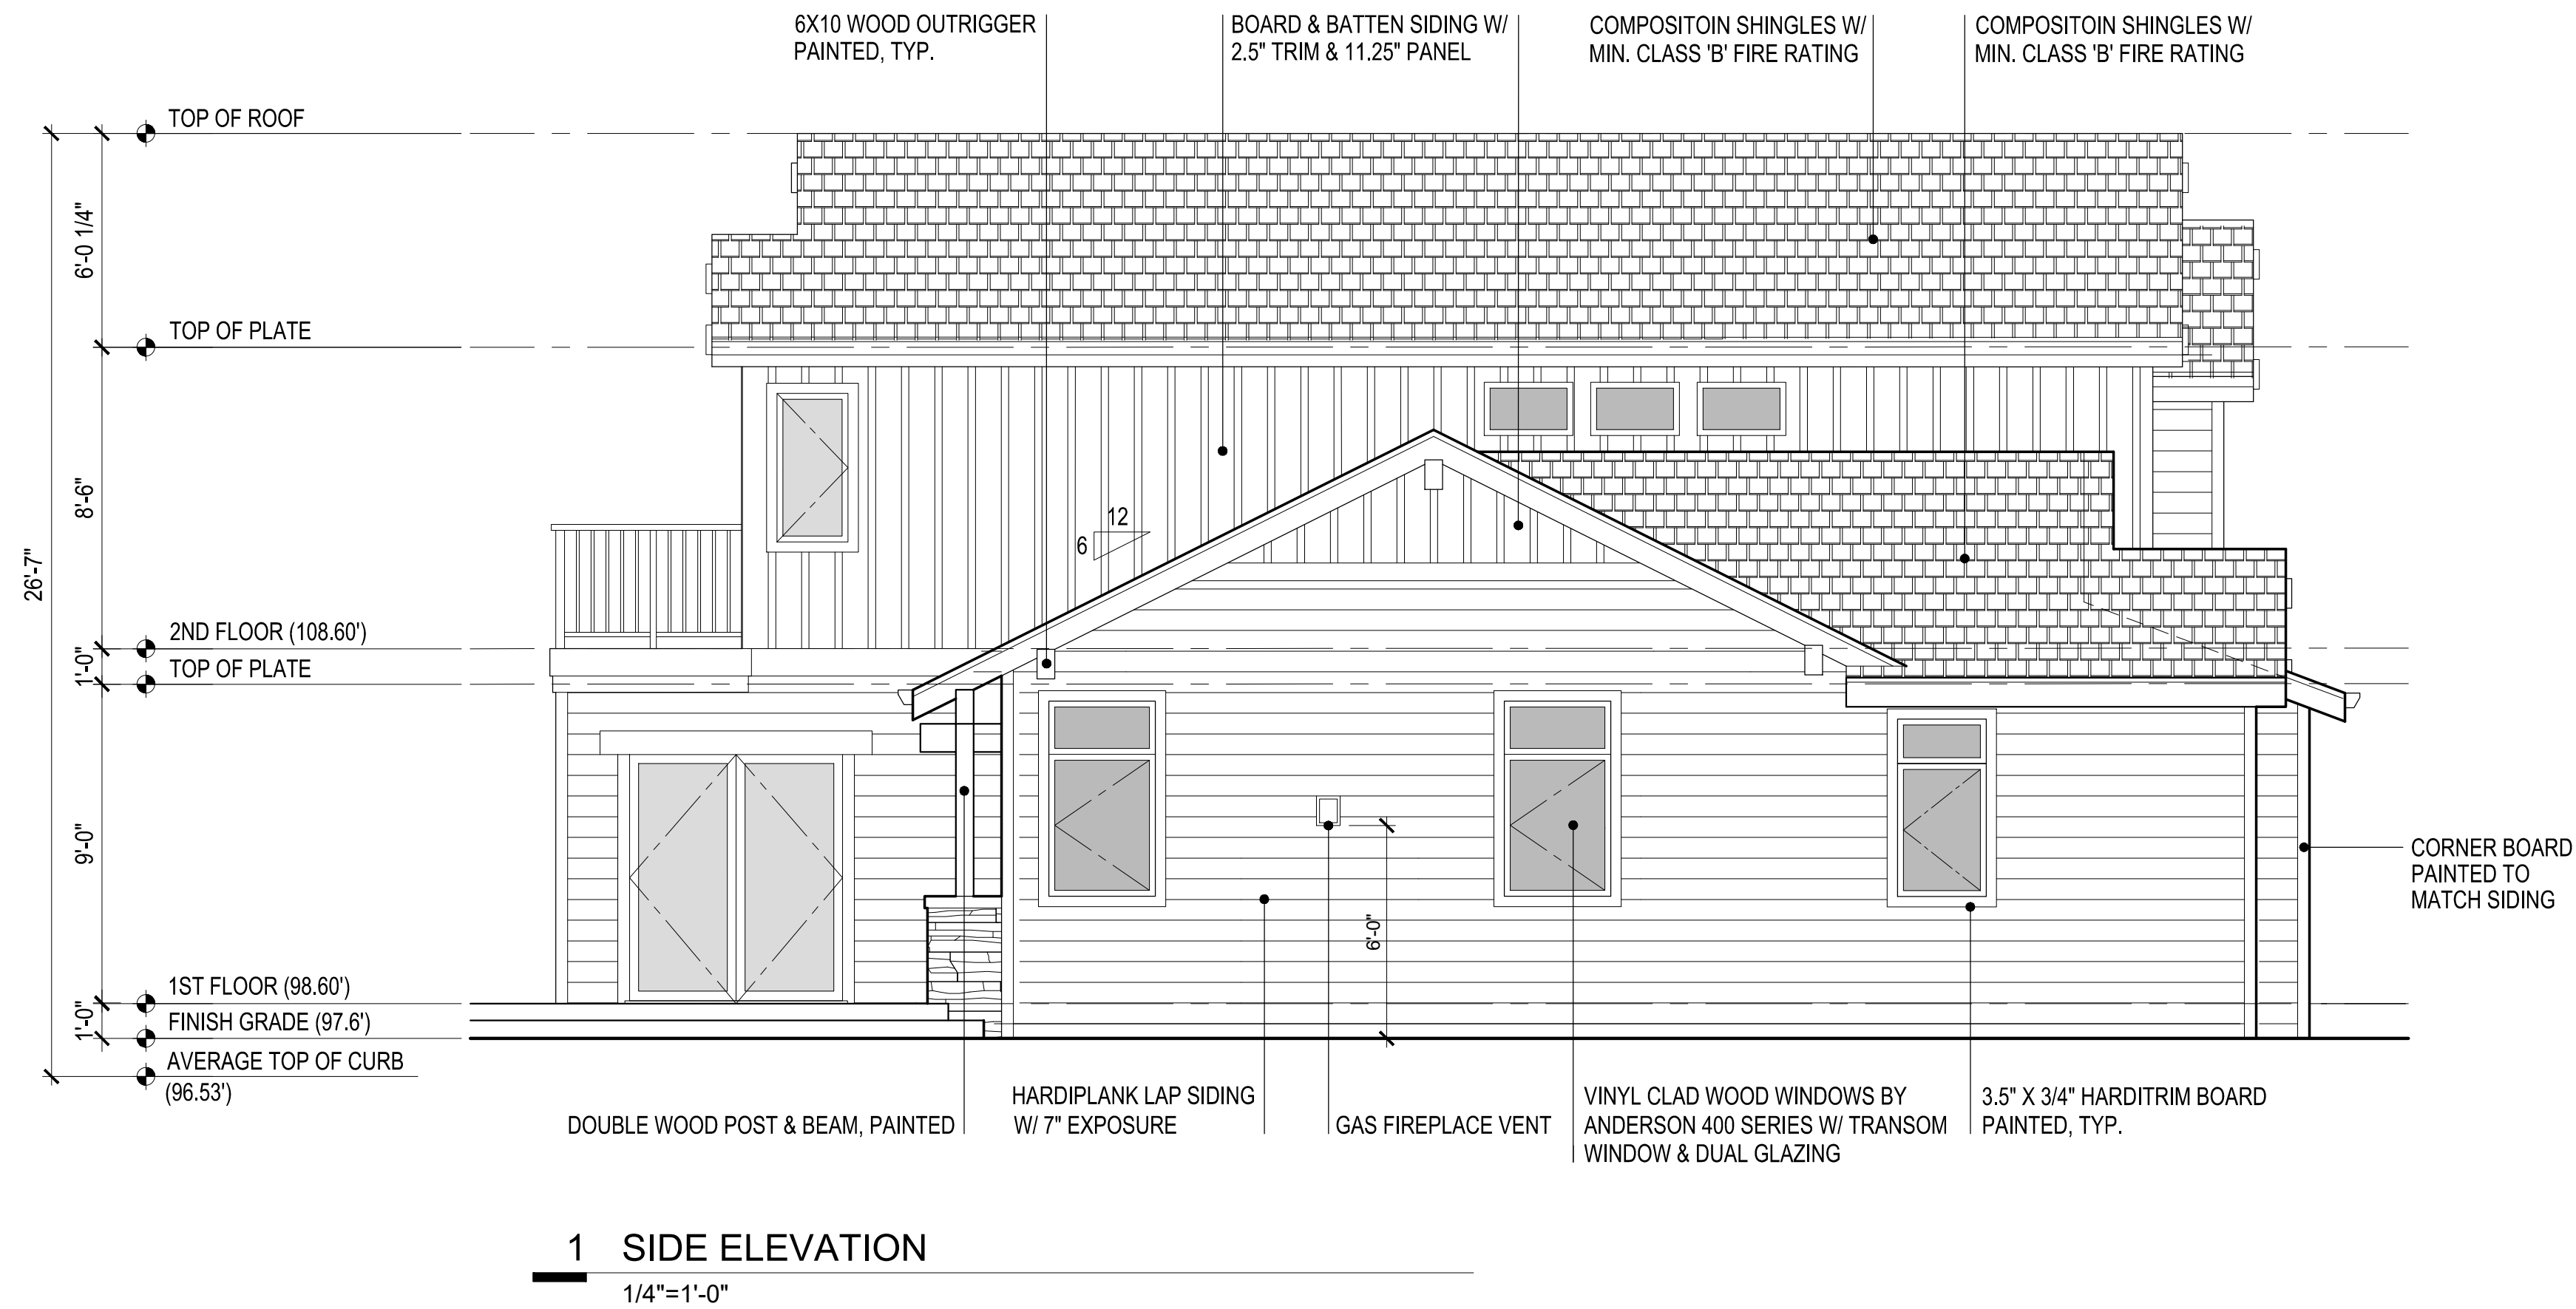 6X10 WOOD OUTRIGGER
PAINTED, TYP.
BOARD & BATTEN SIDING W/
2.5" TRIM & 11.25" PANEL
COMPOSITOIN SHINGLES W/
MIN. CLASS 'B' FIRE RATING
COMPOSITOIN SHINGLES W/
MIN. CLASS 'B' FIRE RATING
TOP OF ROOF
6'-0 1/4"
TOP OF PLATE
8'-6"
12
6
26'-7"
2ND FLOOR (108.60')
1'-0"
TOP OF PLATE
9'-0"
CORNER BOARD
PAINTED TO
MATCH SIDING
6'-0"
1ST FLOOR (98.60')
1'-0"
FINISH GRADE (97.6')
AVERAGE TOP OF CURB
(96.53')
DOUBLE WOOD POST & BEAM, PAINTED
HARDIPLANK LAP SIDING
W/ 7" EXPOSURE
GAS FIREPLACE VENT
VINYL CLAD WOOD WINDOWS BY
ANDERSON 400 SERIES W/ TRANSOM
WINDOW & DUAL GLAZING
3.5" X 3/4" HARDITRIM BOARD
PAINTED, TYP.
1 SIDE ELEVATION
1/4"=1'-0"